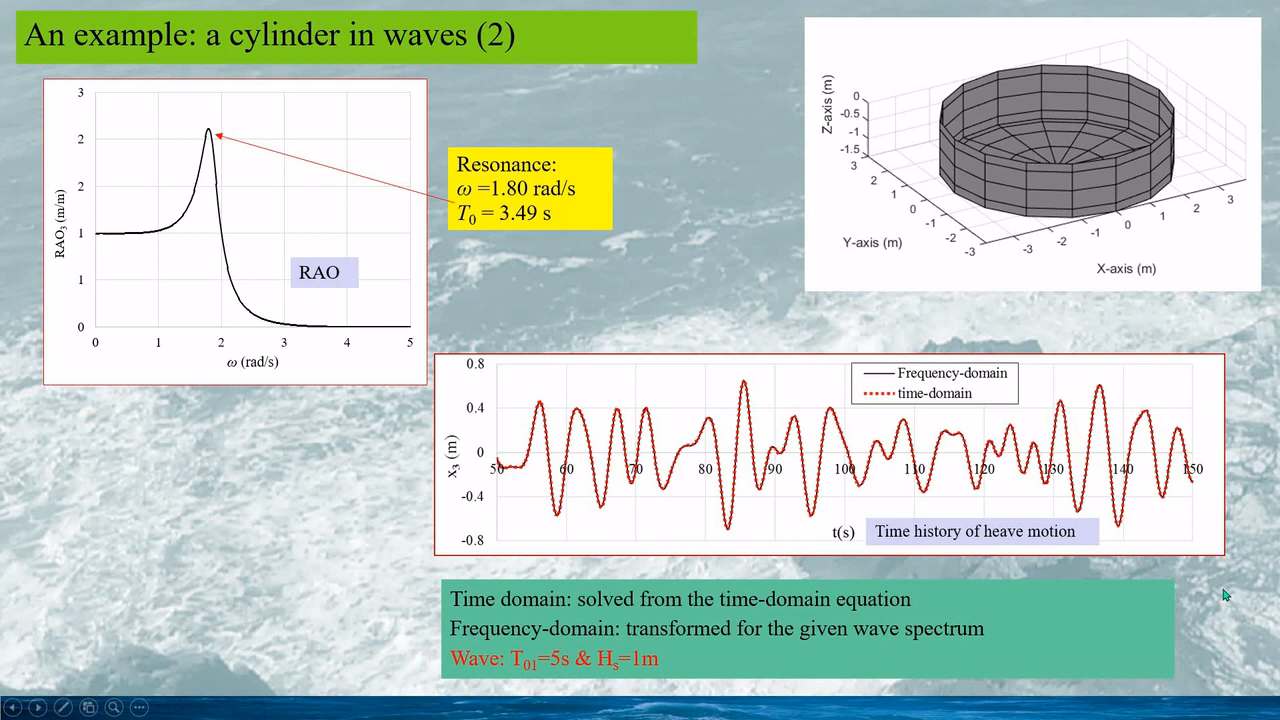 An example: a cylinder in waves (2)
3
2
2
1
1
0
RAO₃ (m/m)
0 1 2 3 4 5
ω (rad/s)
RAO
Resonance:
ω =1.80 rad/s
T₀ = 3.49 s
Z-axis (m)
0
-0.5
-1
-1.5
3
2
1
0
-1
-2
-3
Y-axis (m)
-3
-2
-1
0
1
2
3
X-axis (m)
0.8
0.4
0
-0.4
-0.8
x₃ (m)
50 60 70 80 90 100 110 120 130 140 150
Frequency-domain
time-domain
t(s)
Time history of heave motion
Time domain: solved from the time-domain equation
Frequency-domain: transformed for the given wave spectrum
Wave: T₀₁=5s & Hₛ=1m